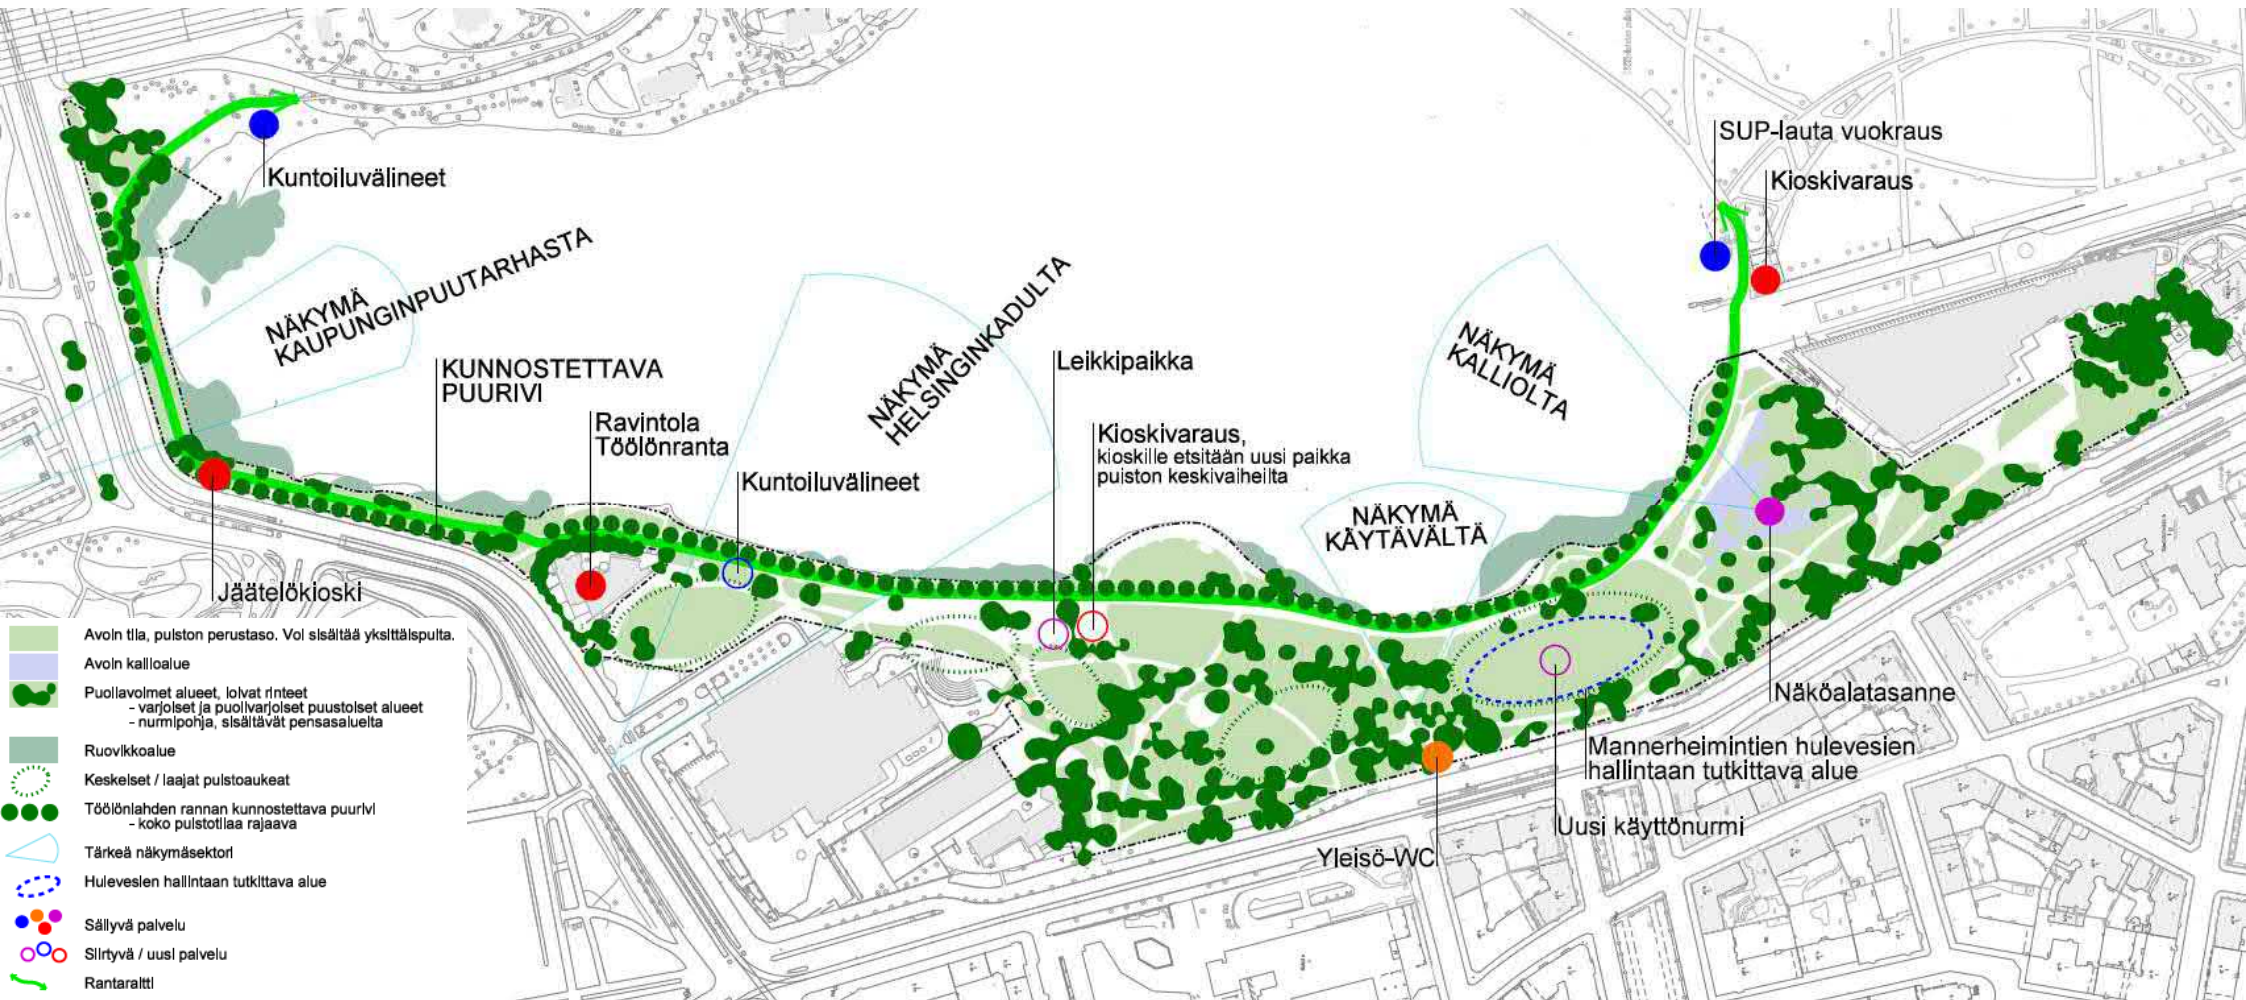 SUP-lauta vuokraus
Kioskivaraus
Kuntoiluvälineet
NÄKYMÄ
KAUPUNGINPUUTARHASTA
NÄKYMÄ
HELSINGINKADULTA
NÄKYMÄ
KALLIOLTA
KUNNOSTETTAVA
PUURIVI
Leikkipaikka
Ravintola
Töölönranta
Kioskivaraus,
kioskille etsitään uusi paikka
puiston keskivaiheilta
Kuntoiluvälineet
NÄKYMÄ
KÄYTÄVÄLTÄ
Jäätelökioski
Näköalatasanne
Mannerheimintien hulevesien
hallintaan tutkittava alue
Uusi käyttönurmi
Yleisö-WC
Avoin tila, puiston perustaso. Voi sisältää yksittäispuita.
Avoin kallioalue
Puoliavoimet alueet, loivat rinteet
- varjoiset ja puolivarjoiset puustoiset alueet
- nurmipohja, sisältävät pensasalueita
Ruovikkoalue
Keskeiset / laajat puistoaukeat
Töölönlahden rannan kunnostettava puurivi
- koko puistotilaa rajaava
Tärkeä näkymäsektori
Hulevesien hallintaan tutkittava alue
Säilyvä palvelu
Siirtyvä / uusi palvelu
Rantaraitti